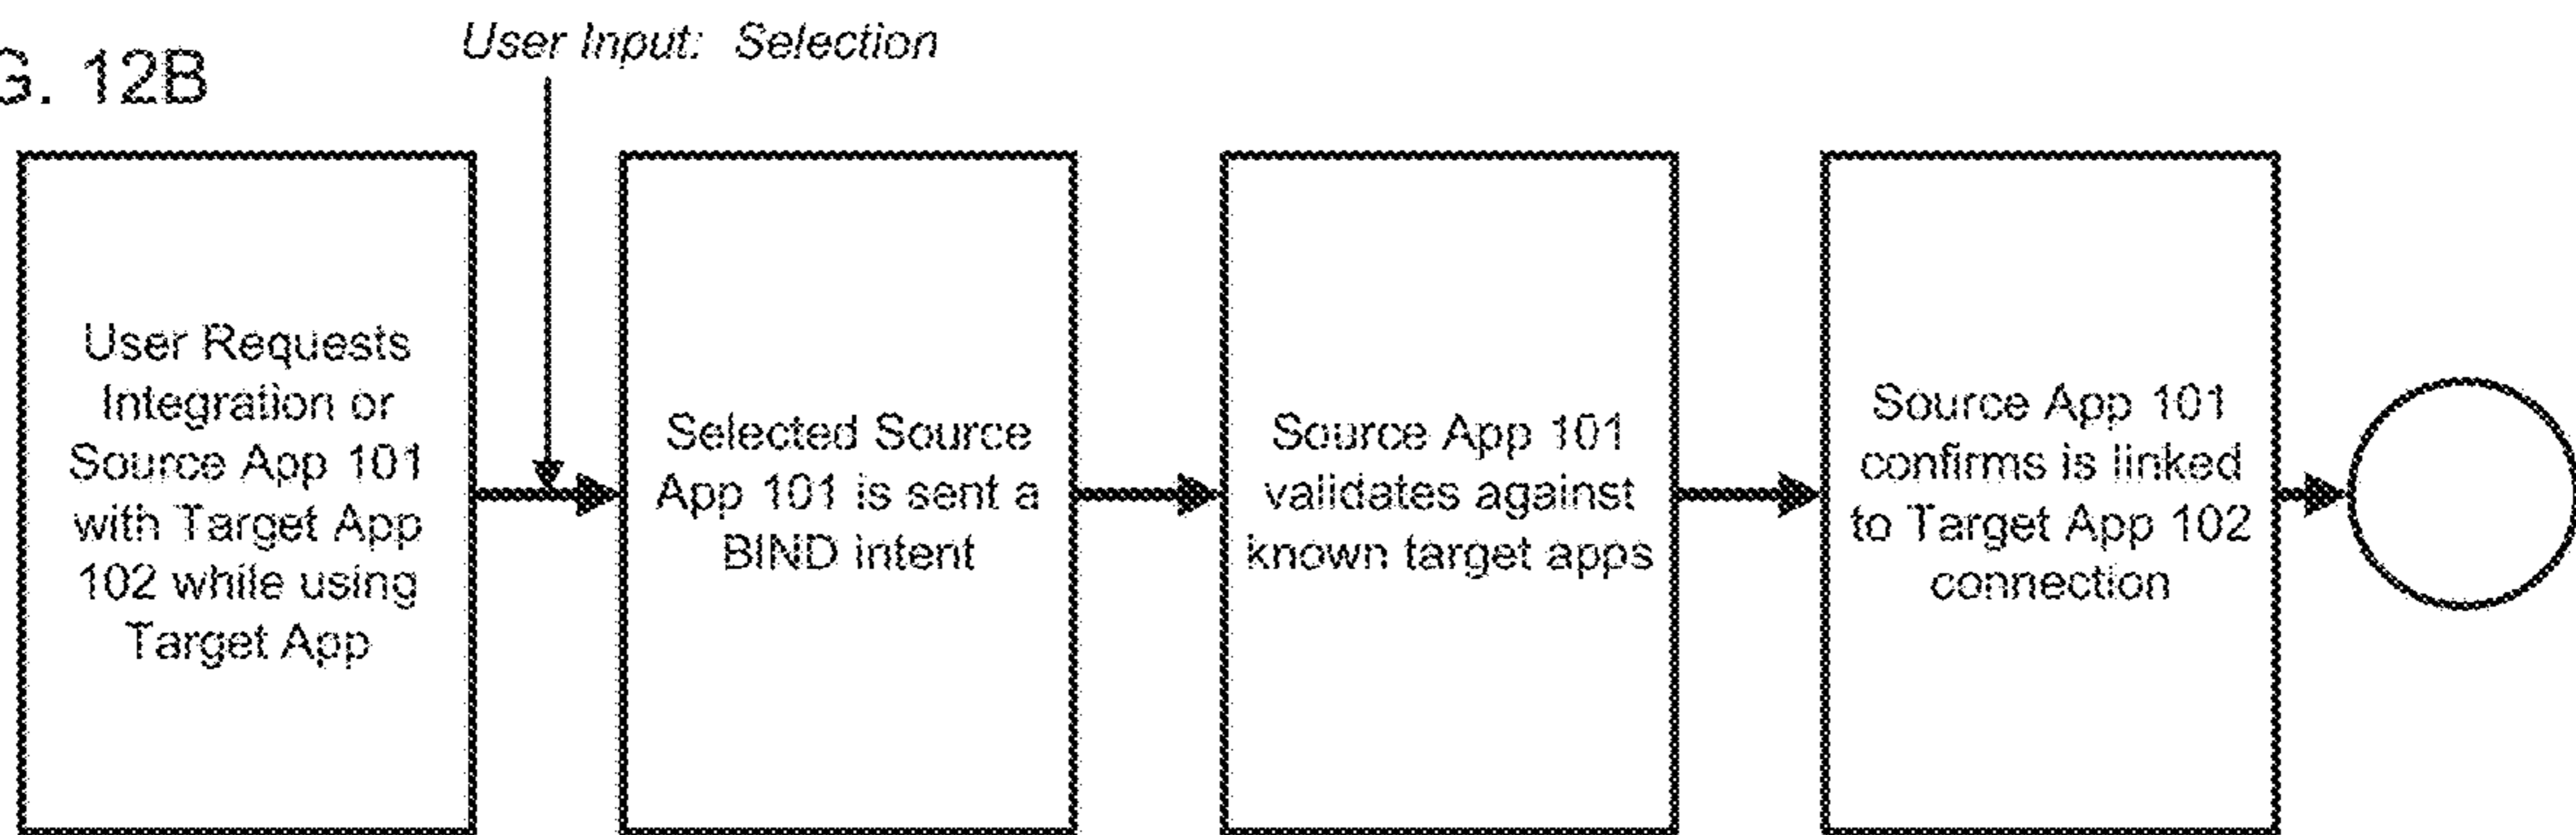 G. 12B
User Input: Selection
User Requests
Integration or
Source App 101
with Target App
102 while using
Target App
Selected Source
App 101 is sent a
BIND intent
Source App 101
validates against
known target apps
Source App 101
confirms is linked
to Target App 102
connection